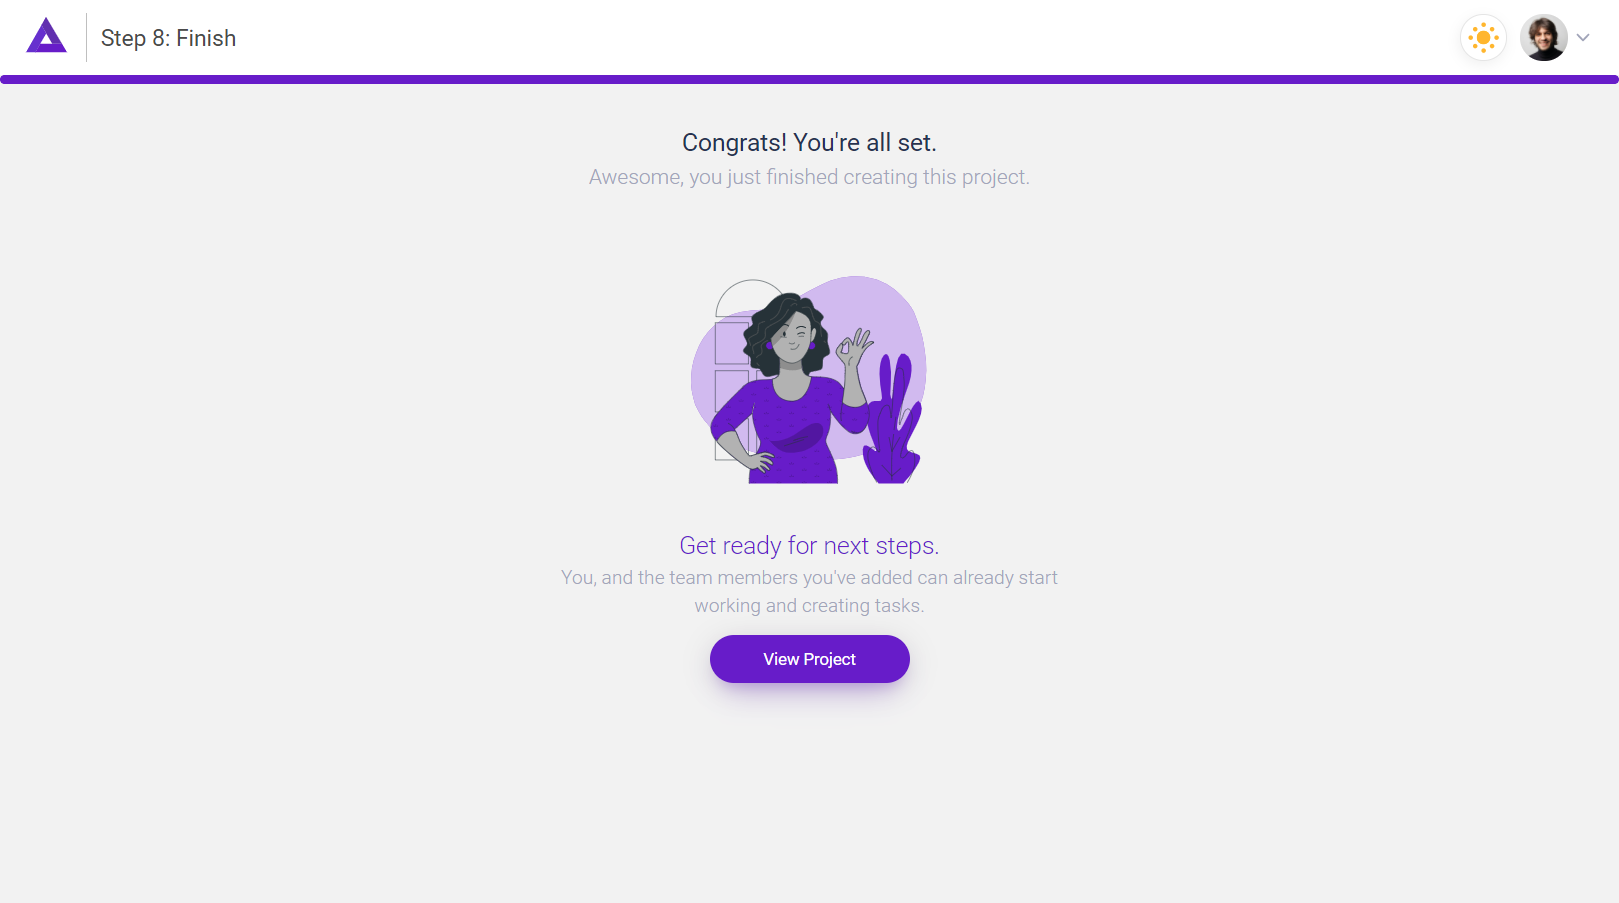 Step 8: Finish
Congrats! You're all set.
Awesome, you just finished creating this project.
Get ready for next steps.
You, and the team members you've added can already start
working and creating tasks.
View Project